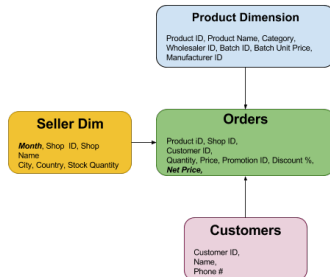 Product Dimension
Product ID, Product Name, Category,
Wholesaler ID, Batch ID, Batch Unit Price,
Manufacturer ID
Seller Dim
Month, Shop ID, Shop
Name
City, Country, Stock Quantity
Orders
Product iD, Shop ID,
Customer ID,
Quantity, Price, Promotion ID, Discount %,
Net Price,
Customers
Customer ID,
Name,
Phone #